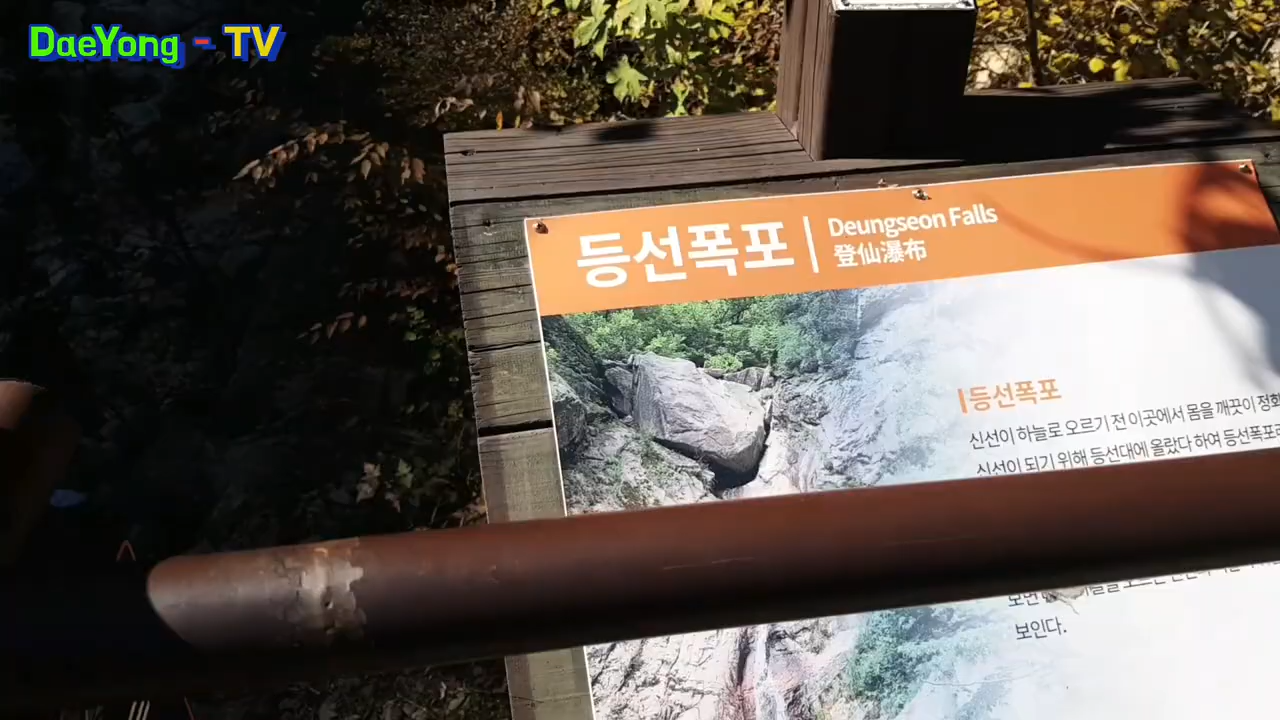 DaeYong - TV
등선폭포
Deungseon Falls
登仙瀑布
등선폭포
신선이 하늘로 오르기 전 이곳에서 몸을 깨끗이 정화
신선이 되기 위해 등선대에 올랐다 하여 등선폭포라
보면
보인다.